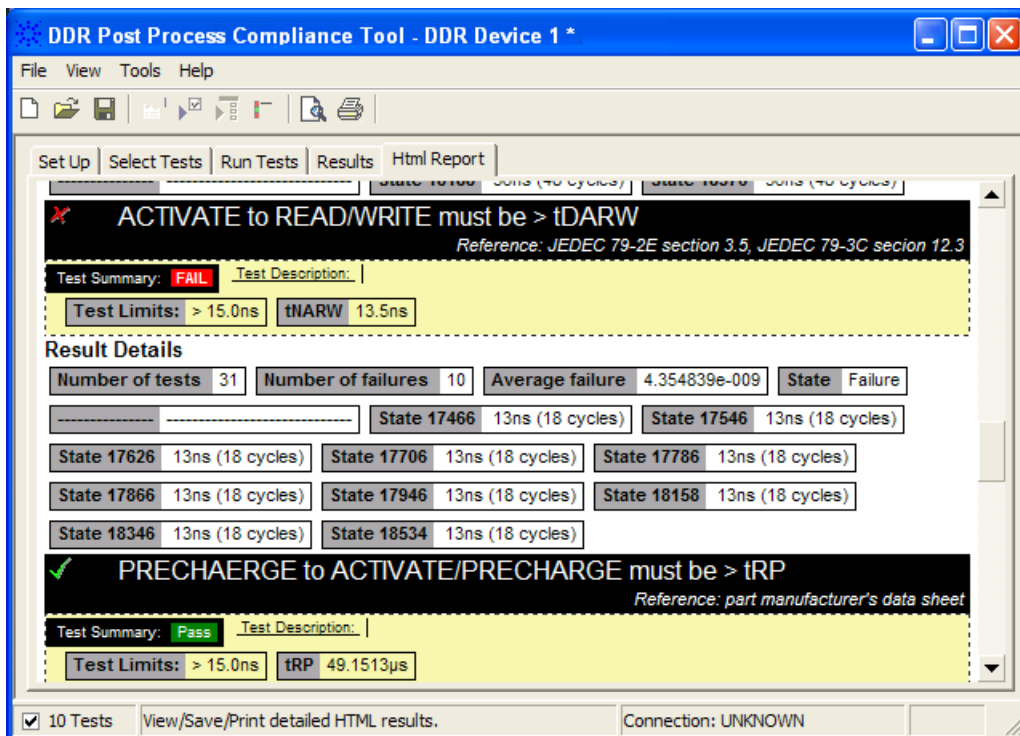 DDR Post Process Compliance Tool - DDR Device 1 *
File View Tools Help
Set Up Select Tests Run Tests Results Html Report
ACTIVATE to READ/WRITE must be > tDARW
Reference: JEDEC 79-2E section 3.5, JEDEC 79-3C secion 12.3
Test Summary: FAIL Test Description:
Test Limits: > 15.0ns tNARW 13.5ns
Result Details
Number of tests 31 Number of failures 10 Average failure 4.354839e-009 State Failure
--------------- ---------------------------- State 17466 13ns (18 cycles) State 17546 13ns (18 cycles)
State 17626 13ns (18 cycles) State 17706 13ns (18 cycles) State 17786 13ns (18 cycles)
State 17866 13ns (18 cycles) State 17946 13ns (18 cycles) State 18158 13ns (18 cycles)
State 18346 13ns (18 cycles) State 18534 13ns (18 cycles)
PRECHAERGE to ACTIVATE/PRECHARGE must be > tRP
Reference: part manufacturer's data sheet
Test Summary: Pass Test Description:
Test Limits: > 15.0ns tRP 49.1513µs
10 Tests View/Save/Print detailed HTML results. Connection: UNKNOWN